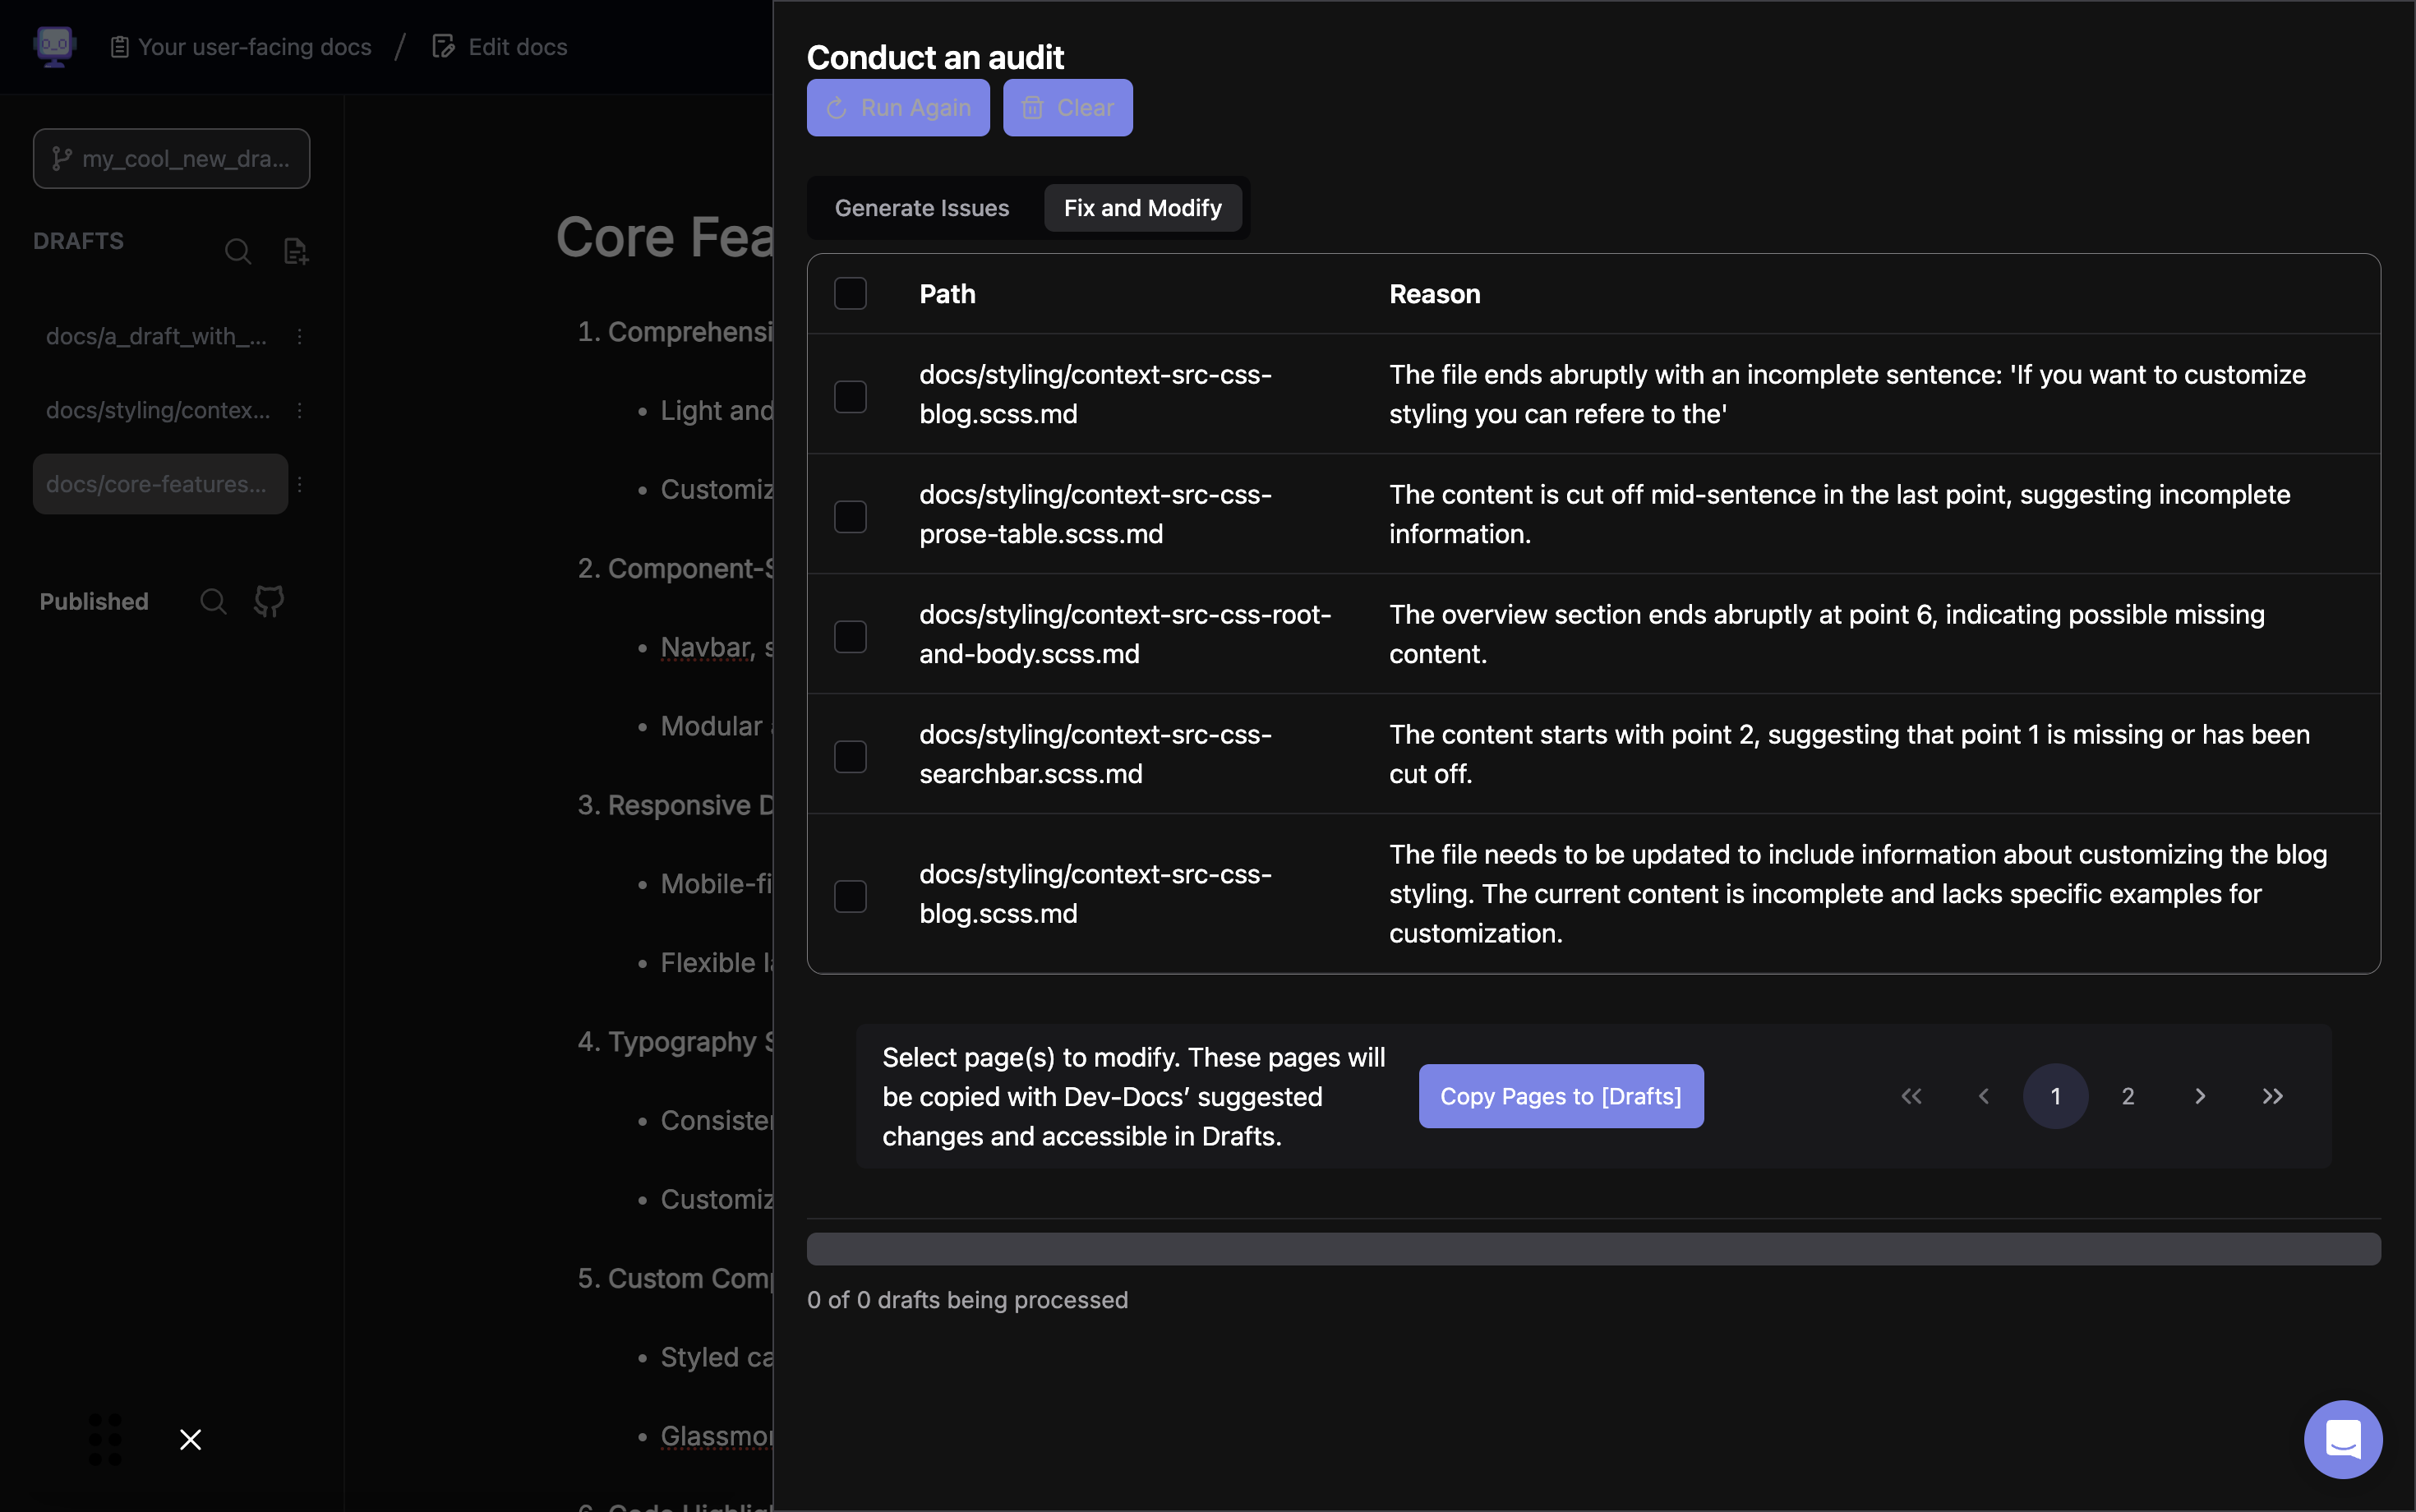 Your user-facing docs / Edit docs
my_cool_new_dra...
DRAFTS
docs/a_draft_with_...
docs/styling/contex...
docs/core-features...
Published
Core Fea
1. Comprehensi
• Light and
• Customiz
2. Component-S
• Navbar, s
• Modular a
3. Responsive D
• Mobile-fi
• Flexible la
4. Typography S
• Consister
• Customiz
5. Custom Comp
• Styled ca
• Glassmor
6. Code Highlig
Conduct an audit
Run Again
Clear
Generate Issues
Fix and Modify
Path
Reason
docs/styling/context-src-css-
blog.scss.md
The file ends abruptly with an incomplete sentence: 'If you want to customize
styling you can refere to the'
docs/styling/context-src-css-
prose-table.scss.md
The content is cut off mid-sentence in the last point, suggesting incomplete
information.
docs/styling/context-src-css-root-
and-body.scss.md
The overview section ends abruptly at point 6, indicating possible missing
content.
docs/styling/context-src-css-
searchbar.scss.md
The content starts with point 2, suggesting that point 1 is missing or has been
cut off.
docs/styling/context-src-css-
blog.scss.md
The file needs to be updated to include information about customizing the blog
styling. The current content is incomplete and lacks specific examples for
customization.
Select page(s) to modify. These pages will
be copied with Dev-Docs’ suggested
changes and accessible in Drafts.
Copy Pages to [Drafts]
1
2
0 of 0 drafts being processed